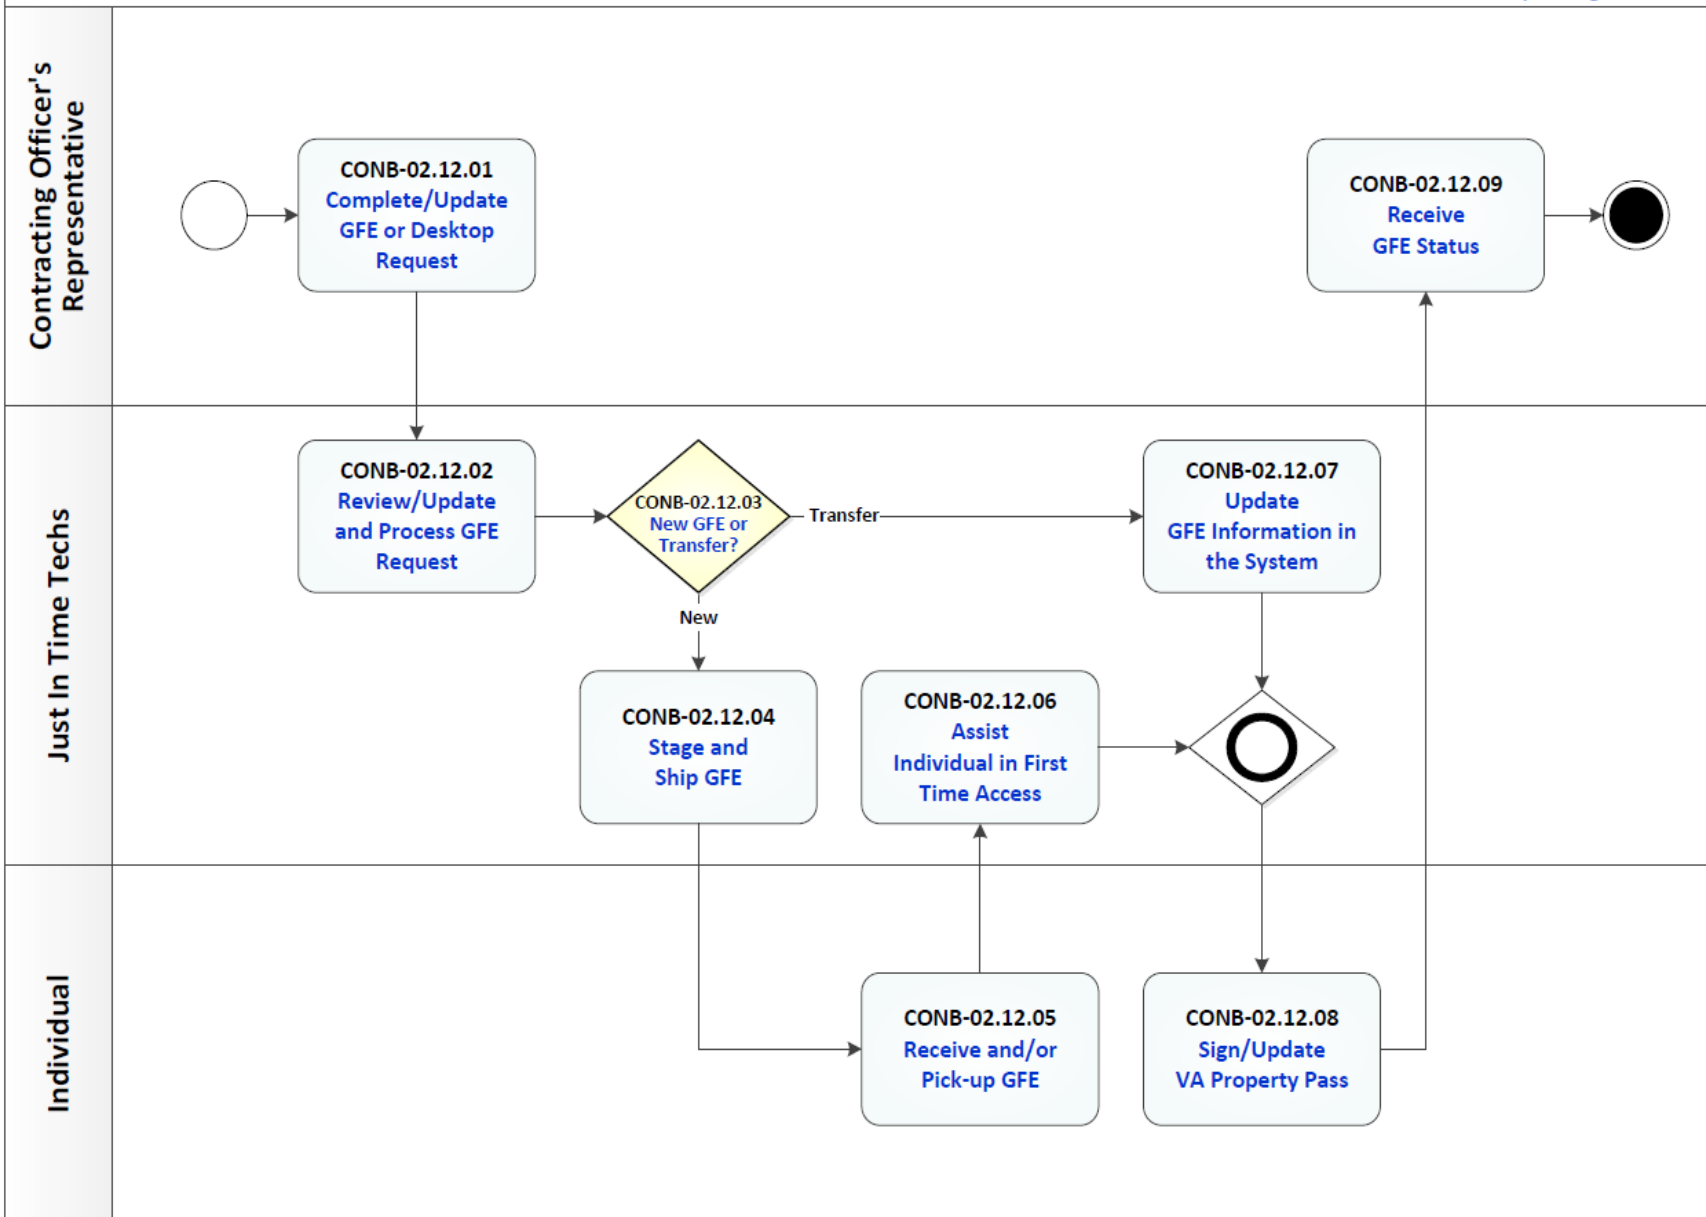 Contracting Officer's
Representative
CONB-02.12.01
Complete/Update
GFE or Desktop
Request
CONB-02.12.09
Receive
GFE Status
Just In Time Techs
CONB-02.12.02
Review/Update
and Process GFE
Request
CONB-02.12.03
New GFE or
Transfer?
Transfer
New
CONB-02.12.07
Update
GFE Information in
the System
CONB-02.12.04
Stage and
Ship GFE
CONB-02.12.06
Assist
Individual in First
Time Access
Individual
CONB-02.12.05
Receive and/or
Pick-up GFE
CONB-02.12.08
Sign/Update
VA Property Pass